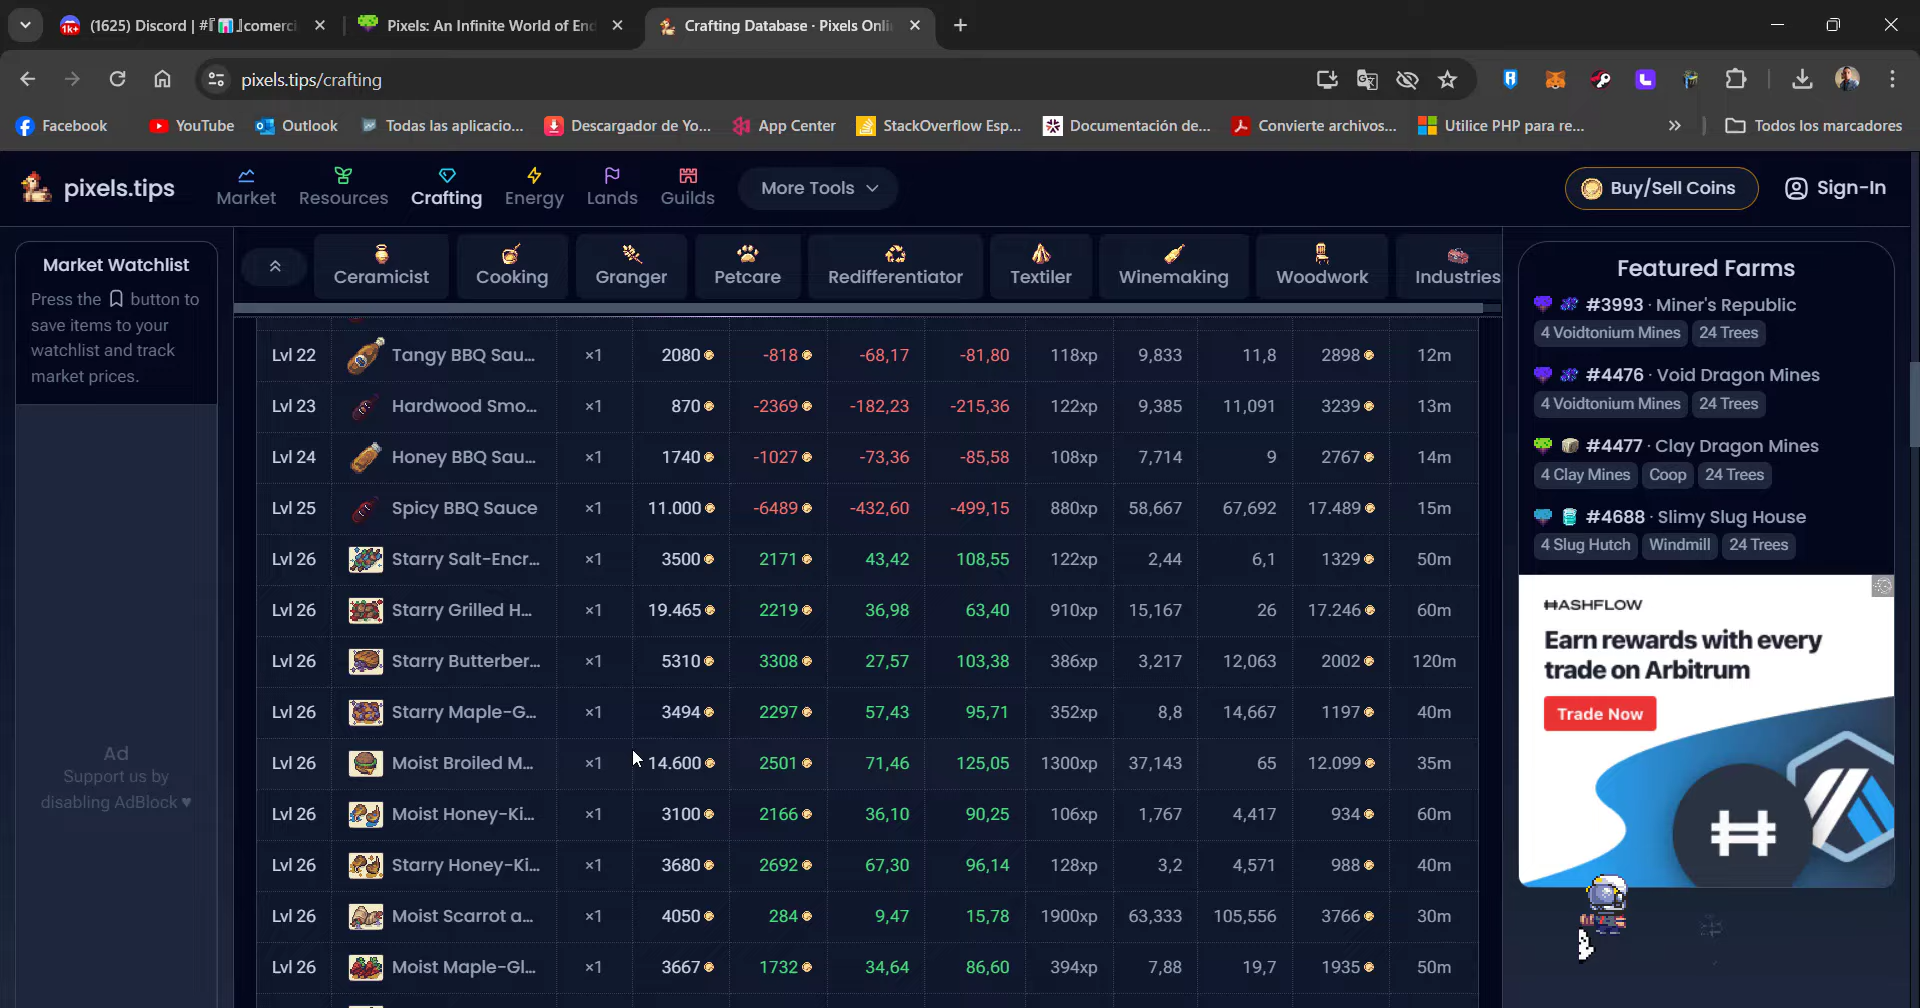 (1625) Discord | #『📊』comerci
Pixels: An Infinite World of End
Crafting Database · Pixels Onli
pixels.tips/crafting
Facebook
YouTube
Outlook
Todas las aplicacio...
Descargador de Yo...
App Center
StackOverflow Esp...
Documentación de...
Convierte archivos...
Utilice PHP para re...
Todos los marcadores
pixels.tips
Market
Resources
Crafting
Energy
Lands
Guilds
More Tools
Buy/Sell Coins
Sign-In
Market Watchlist
Press the button to
save items to your
watchlist and track
market prices.
Ad
Support us by
disabling AdBlock ♥
Ceramicist
Cooking
Granger
Petcare
Redifferentiator
Textiler
Winemaking
Woodwork
Industries
Lvl 22 Tangy BBQ Sau... ×1 2080 -818 -68,17 -81,80 118xp 9,833 11,8 2898 12m
Lvl 23 Hardwood Smo... ×1 870 -2369 -182,23 -215,36 122xp 9,385 11,091 3239 13m
Lvl 24 Honey BBQ Sau... ×1 1740 -1027 -73,36 -85,58 108xp 7,714 9 2767 14m
Lvl 25 Spicy BBQ Sauce ×1 11.000 -6489 -432,60 -499,15 880xp 58,667 67,692 17.489 15m
Lvl 26 Starry Salt-Encr... ×1 3500 2171 43,42 108,55 122xp 2,44 6,1 1329 50m
Lvl 26 Starry Grilled H... ×1 19.465 2219 36,98 63,40 910xp 15,167 26 17.246 60m
Lvl 26 Starry Butterber... ×1 5310 3308 27,57 103,38 386xp 3,217 12,063 2002 120m
Lvl 26 Starry Maple-G... ×1 3494 2297 57,43 95,71 352xp 8,8 14,667 1197 40m
Lvl 26 Moist Broiled M... ×1 14.600 2501 71,46 125,05 1300xp 37,143 65 12.099 35m
Lvl 26 Moist Honey-Ki... ×1 3100 2166 36,10 90,25 106xp 1,767 4,417 934 60m
Lvl 26 Starry Honey-Ki... ×1 3680 2692 67,30 96,14 128xp 3,2 4,571 988 40m
Lvl 26 Moist Scarrot a... ×1 4050 284 9,47 15,78 1900xp 63,333 105,556 3766 30m
Lvl 26 Moist Maple-Gl... ×1 3667 1732 34,64 86,60 394xp 7,88 19,7 1935 50m
Featured Farms
#3993 · Miner's Republic
4 Voidtonium Mines 24 Trees
#4476 · Void Dragon Mines
4 Voidtonium Mines 24 Trees
#4477 · Clay Dragon Mines
4 Clay Mines Coop 24 Trees
#4688 · Slimy Slug House
4 Slug Hutch Windmill 24 Trees
HASHFLOW
Earn rewards with every
trade on Arbitrum
Trade Now